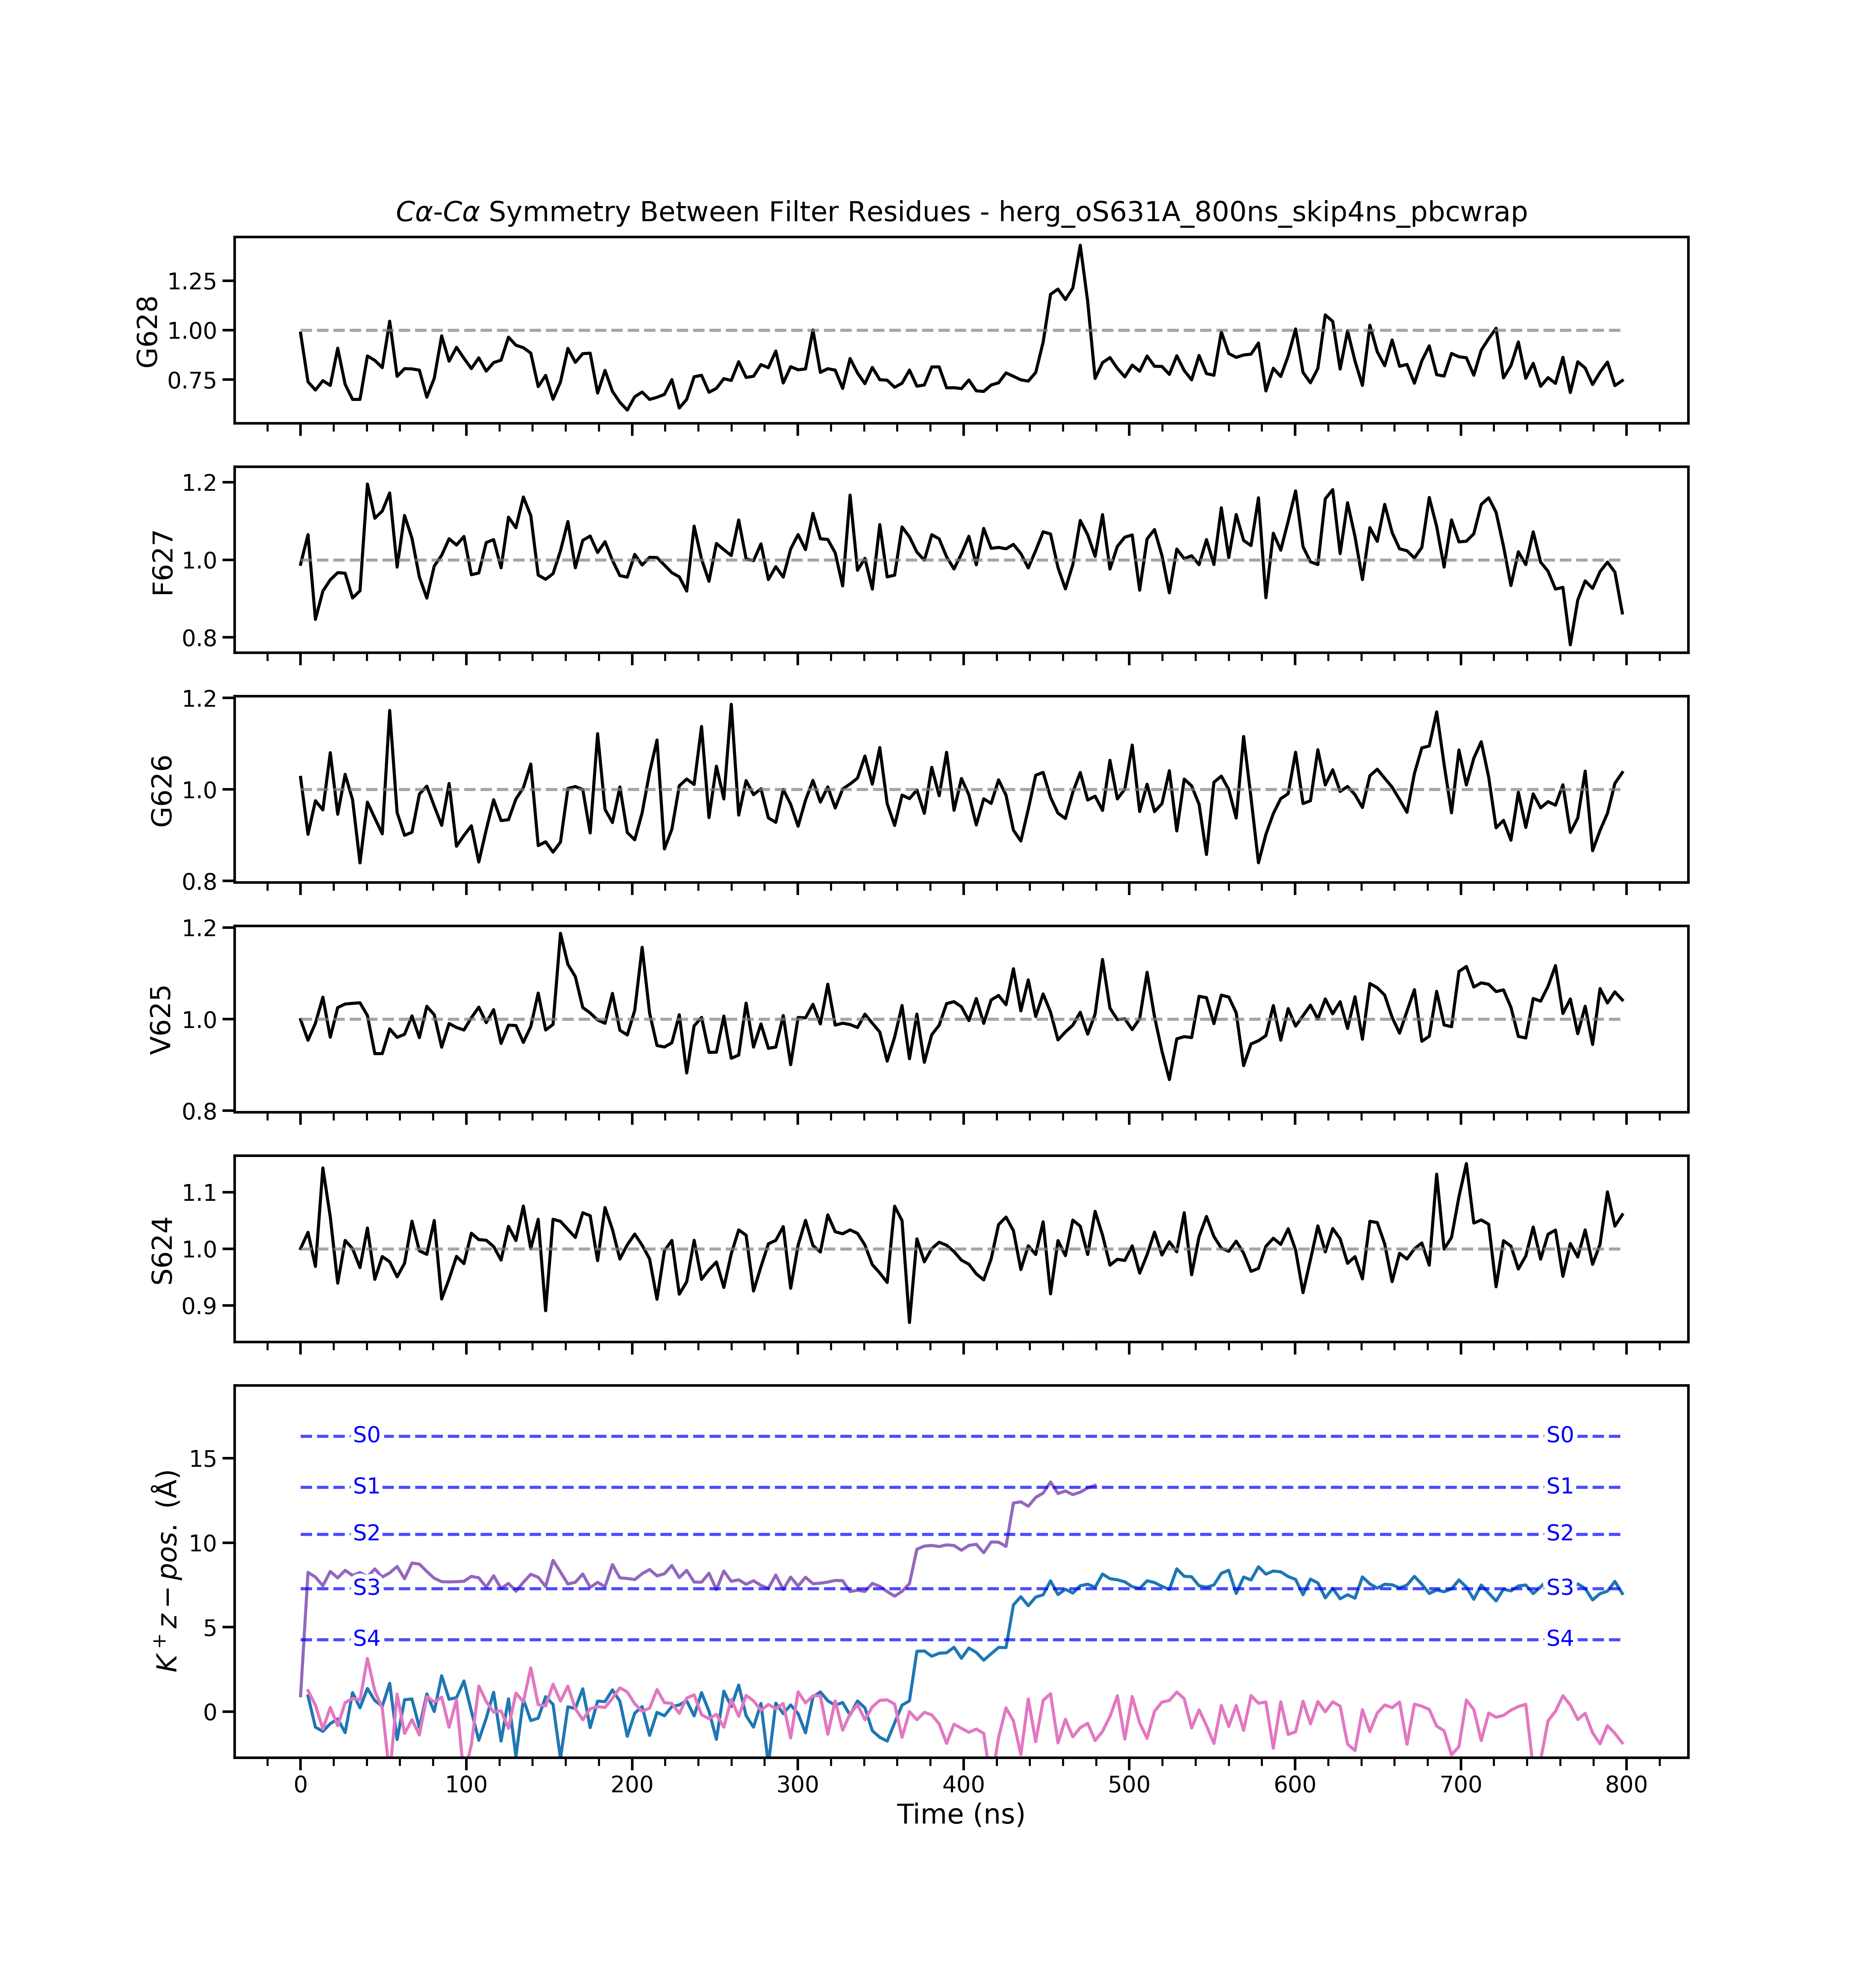 Cα-Cα Symmetry Between Filter Residues - herg_oS631A_800ns_skip4ns_pbcwrap
G628
1.25
1.00
0.75
F627
1.2
1.0
0.8
G626
1.2
1.0
0.8
V625
1.2
1.0
0.8
S624
1.1
1.0
0.9
K⁺ z − pos. (Å)
15
10
5
0
S0 S0
S1 S1
S2 S2
S3 S3
S4 S4
0 100 200 300 400 500 600 700 800
Time (ns)